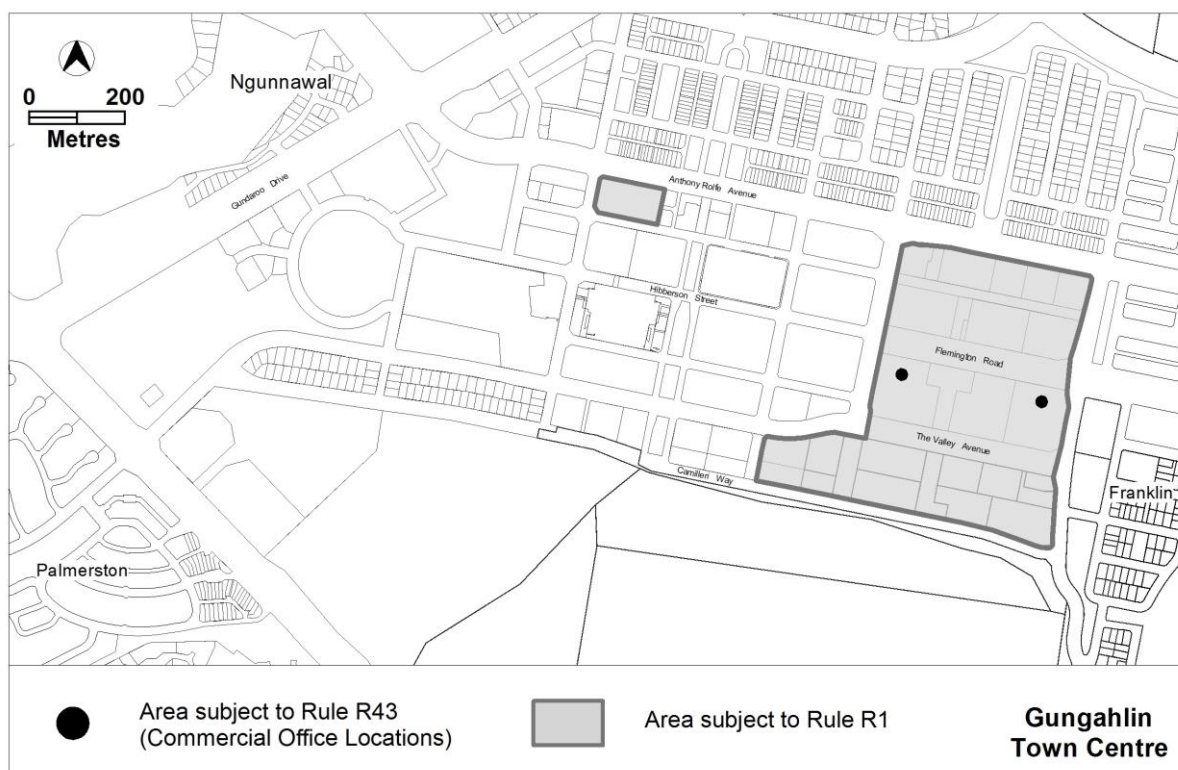 Ngunnawal
0 200
Metres
Gundaroo Drive
Anthony Rolfe Avenue
Hibberson Street
Flemington Road
The Valley Avenue
Camilleri Way
Franklin
Palmerston
Area subject to Rule R43
(Commercial Office Locations)
Area subject to Rule R1
Gungahlin
Town Centre